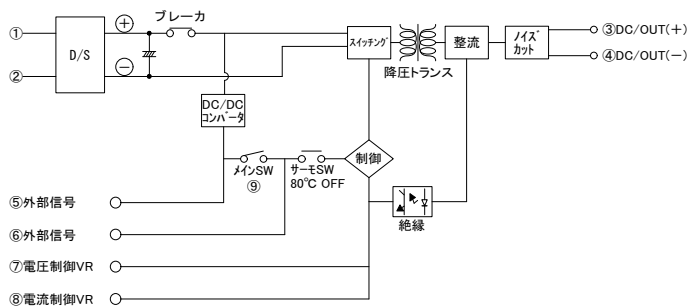 ブレーカ
①
②
D/S
+
−
スイッチング
降圧トランス
整流
ノイズ
カット
③DC/OUT(+)
④DC/OUT(−)
DC/DC
コンバータ
メインSW
⑨
サーモSW
80℃ OFF
制御
絶縁
⑤外部信号
⑥外部信号
⑦電圧制御VR
⑧電流制御VR